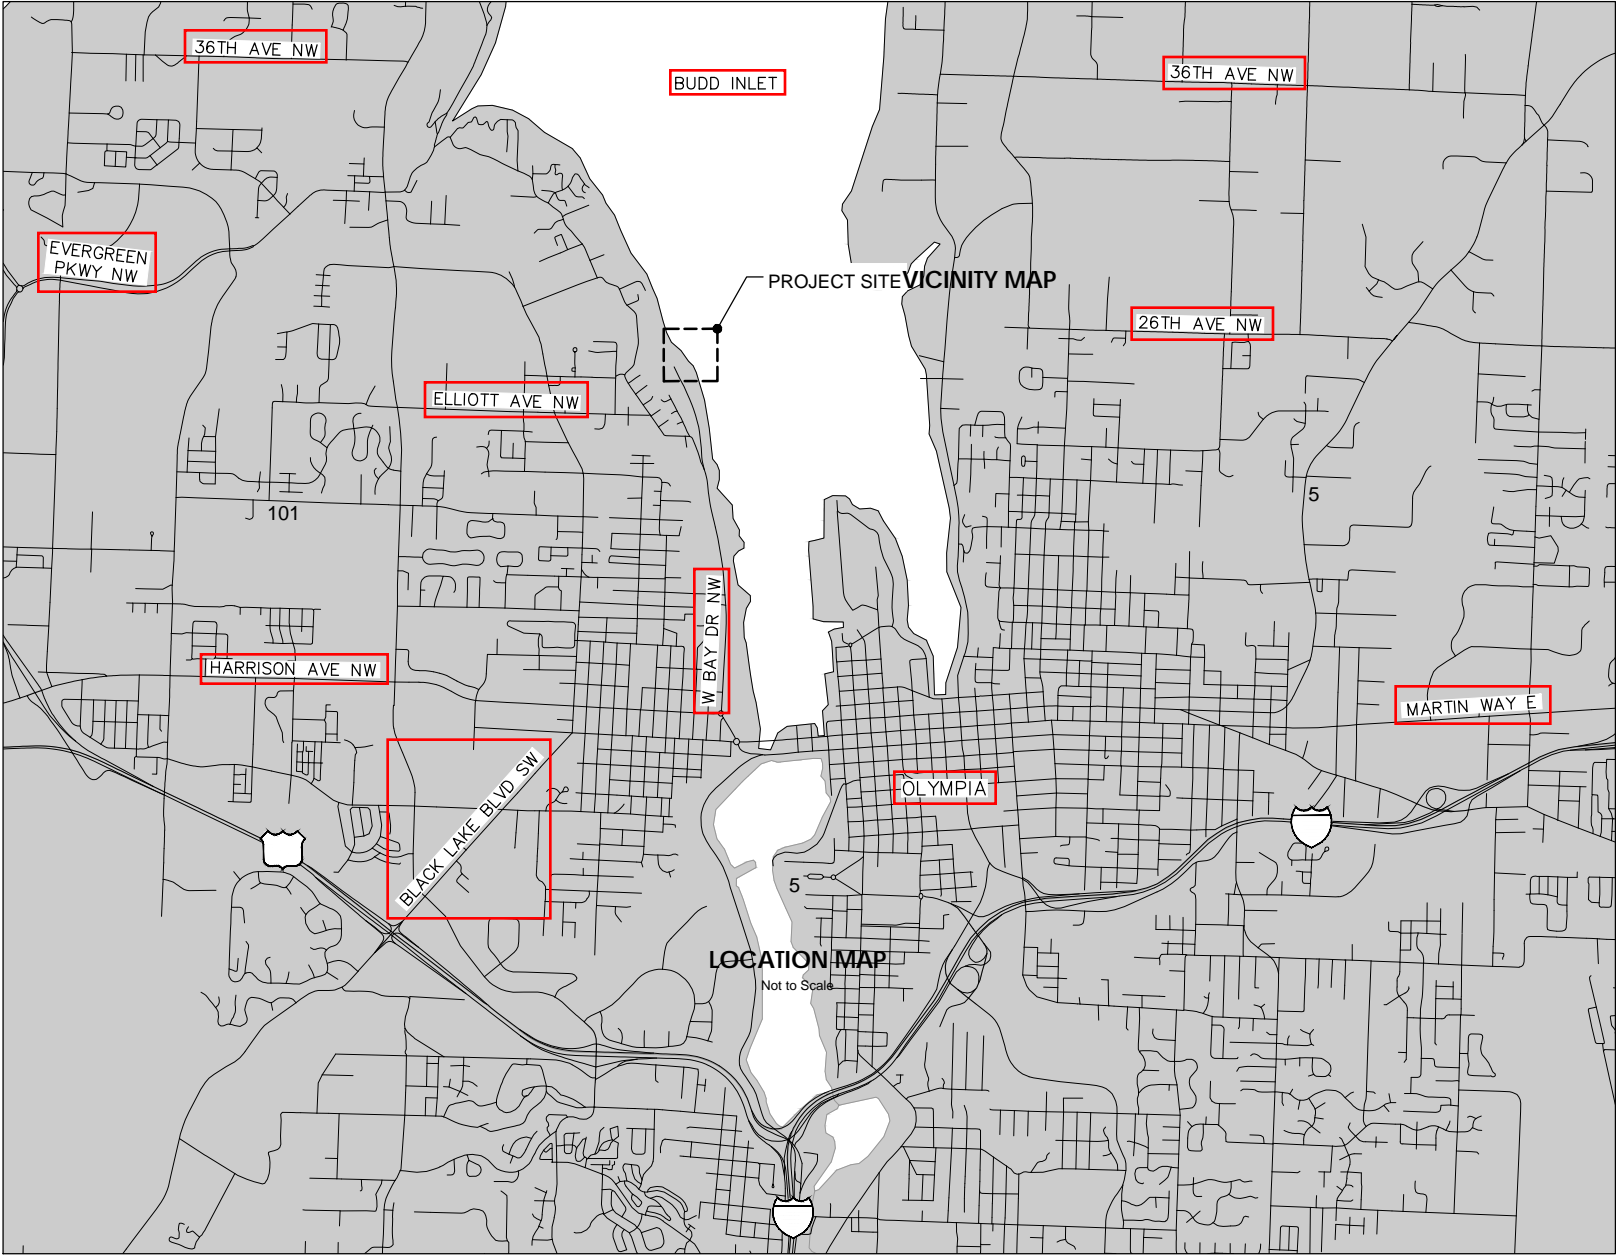 36TH AVE NW
BUDD INLET
36TH AVE NW
EVERGREEN
PKWY NW
PROJECT SITE
VICINITY MAP
26TH AVE NW
ELLIOTT AVE NW
101
5
W BAY DR NW
HARRISON AVE NW
MARTIN WAY E
BLACK LAKE BLVD SW
OLYMPIA
5
LOCATION MAP
Not to Scale